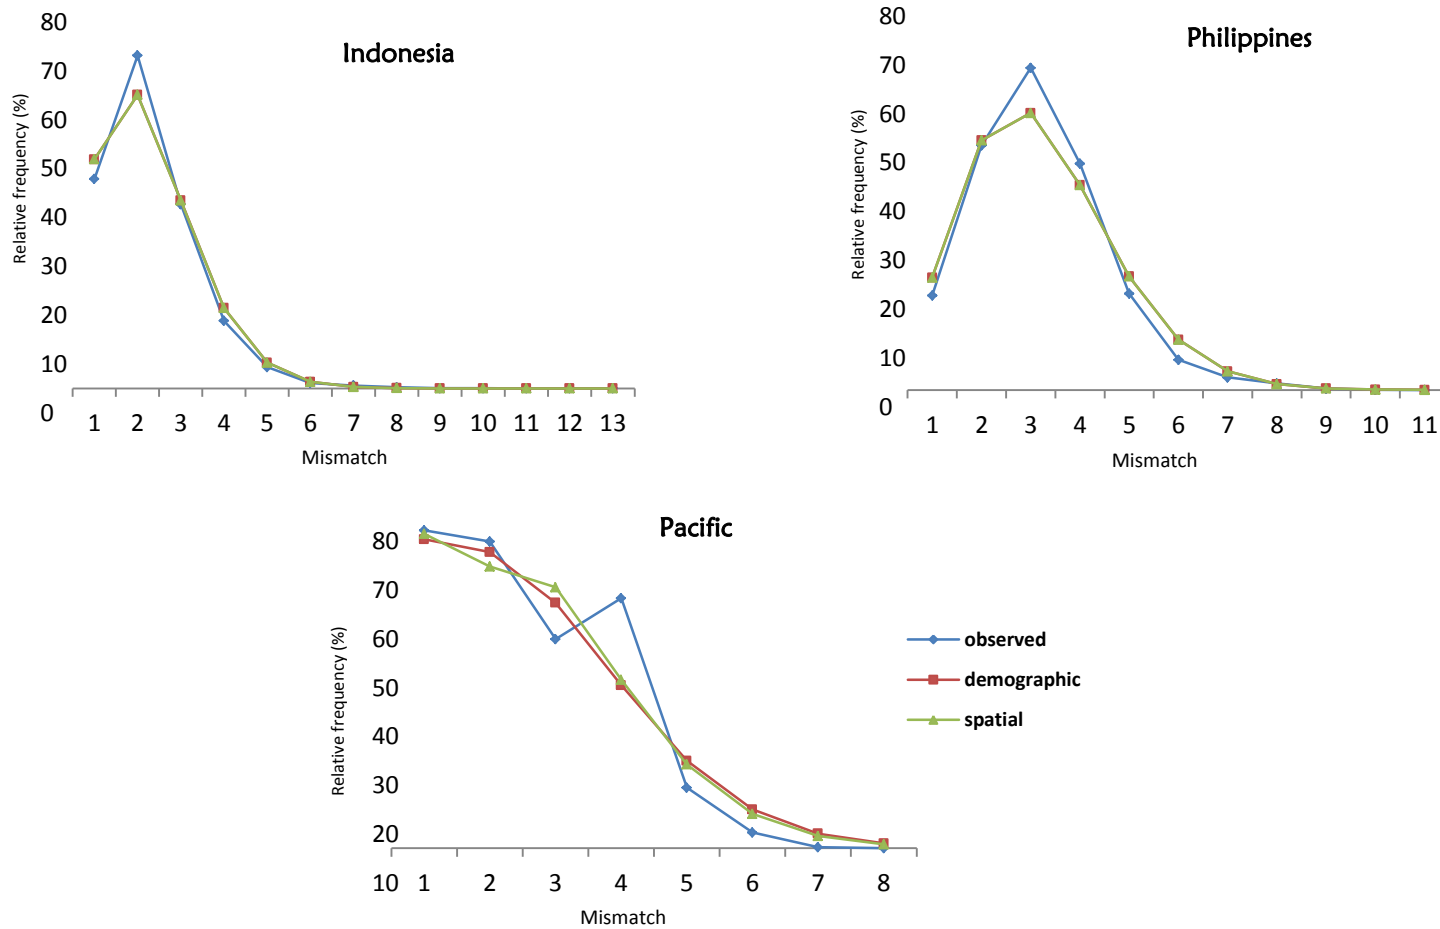 Indonesia
Relative frequency (%)
80
70
60
50
40
30
20
10
0
1 2 3 4 5 6 7 8 9 10 11 12 13
Mismatch
Philippines
Relative frequency (%)
80
70
60
50
40
30
20
10
0
1 2 3 4 5 6 7 8 9 10 11
Mismatch
Pacific
Relative frequency (%)
80
70
60
50
40
30
20
10 1 2 3 4 5 6 7 8
Mismatch
observed
demographic
spatial